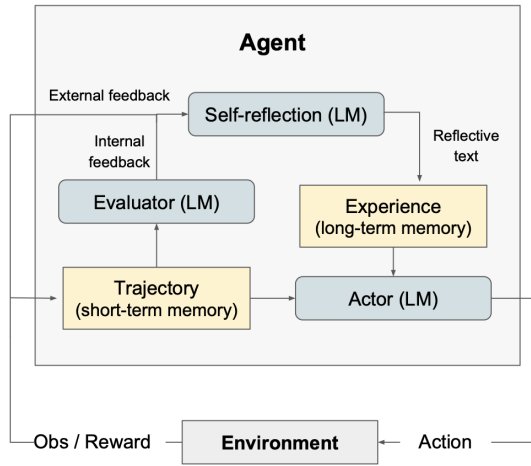 Agent
External feedback
Self-reflection (LM)
Internal
feedback
Reflective
text
Evaluator (LM)
Experience
(long-term memory)
Trajectory
(short-term memory)
Actor (LM)
Obs / Reward
Environment
Action